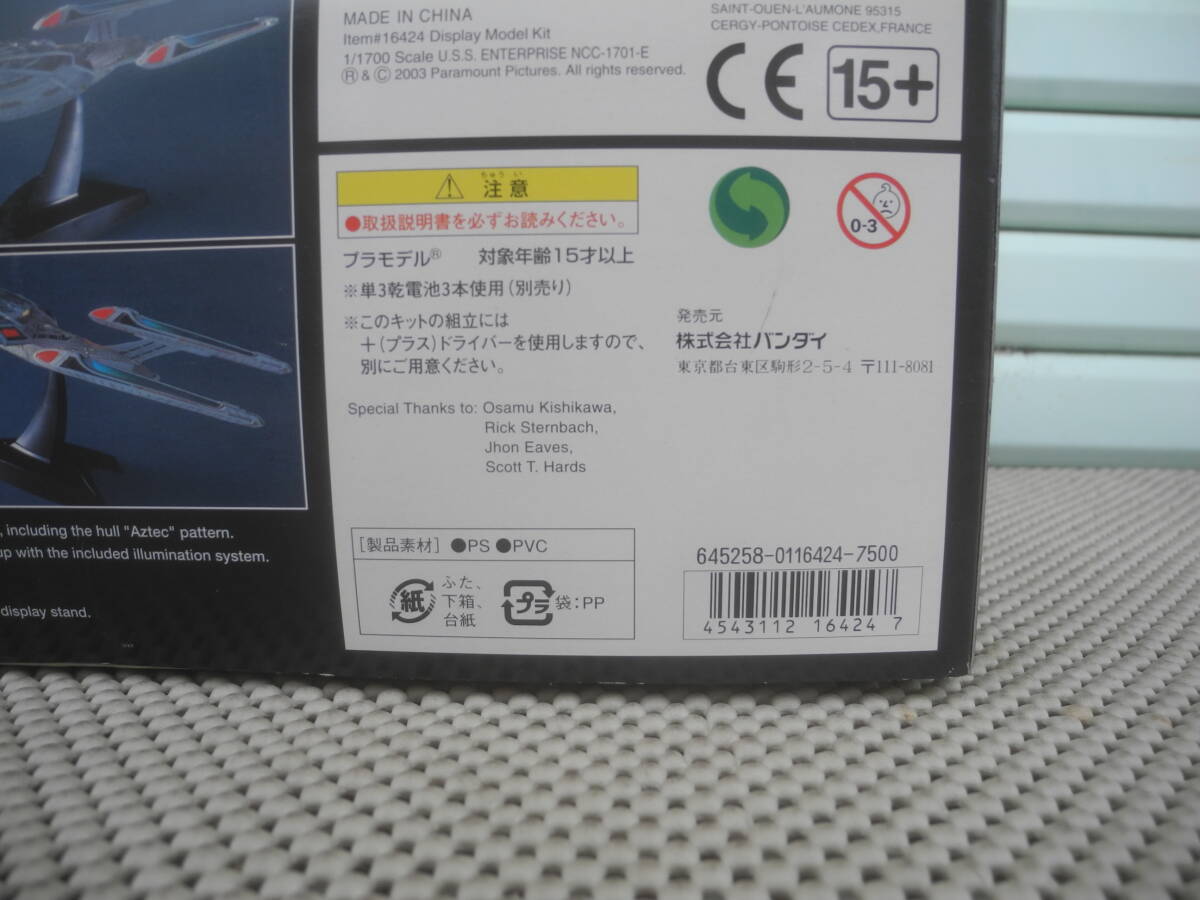 MADE IN CHINA
Item#16424 Display Model Kit
1/1700 Scale U.S.S. ENTERPRISE NCC-1701-E
Ⓡ & Ⓒ 2003 Paramount Pictures. All rights reserved.
SAINT-OUEN-L'AUMONE 95315
CERGY-PONTOISE CEDEX,FRANCE
CE
15+
ちゅう い
注意
●取扱説明書を必ずお読みください。
プラモデル® 対象年齢15才以上
※単3乾電池3本使用(別売り)
※このキットの組立には
+(プラス)ドライバーを使用しますので、
別にご用意ください。
0-3
発売元
株式会社バンダイ
東京都台東区駒形2-5-4 〒111-8081
Special Thanks to: Osamu Kishikawa,
Rick Sternbach,
Jhon Eaves,
Scott T. Hards
, including the hull "Aztec" pattern.
up with the included illumination system.
display stand.
[製品素材] ●PS ●PVC
紙
ふた、
下箱、
台紙
プラ
袋:PP
645258-0116424-7500
4543112 164247